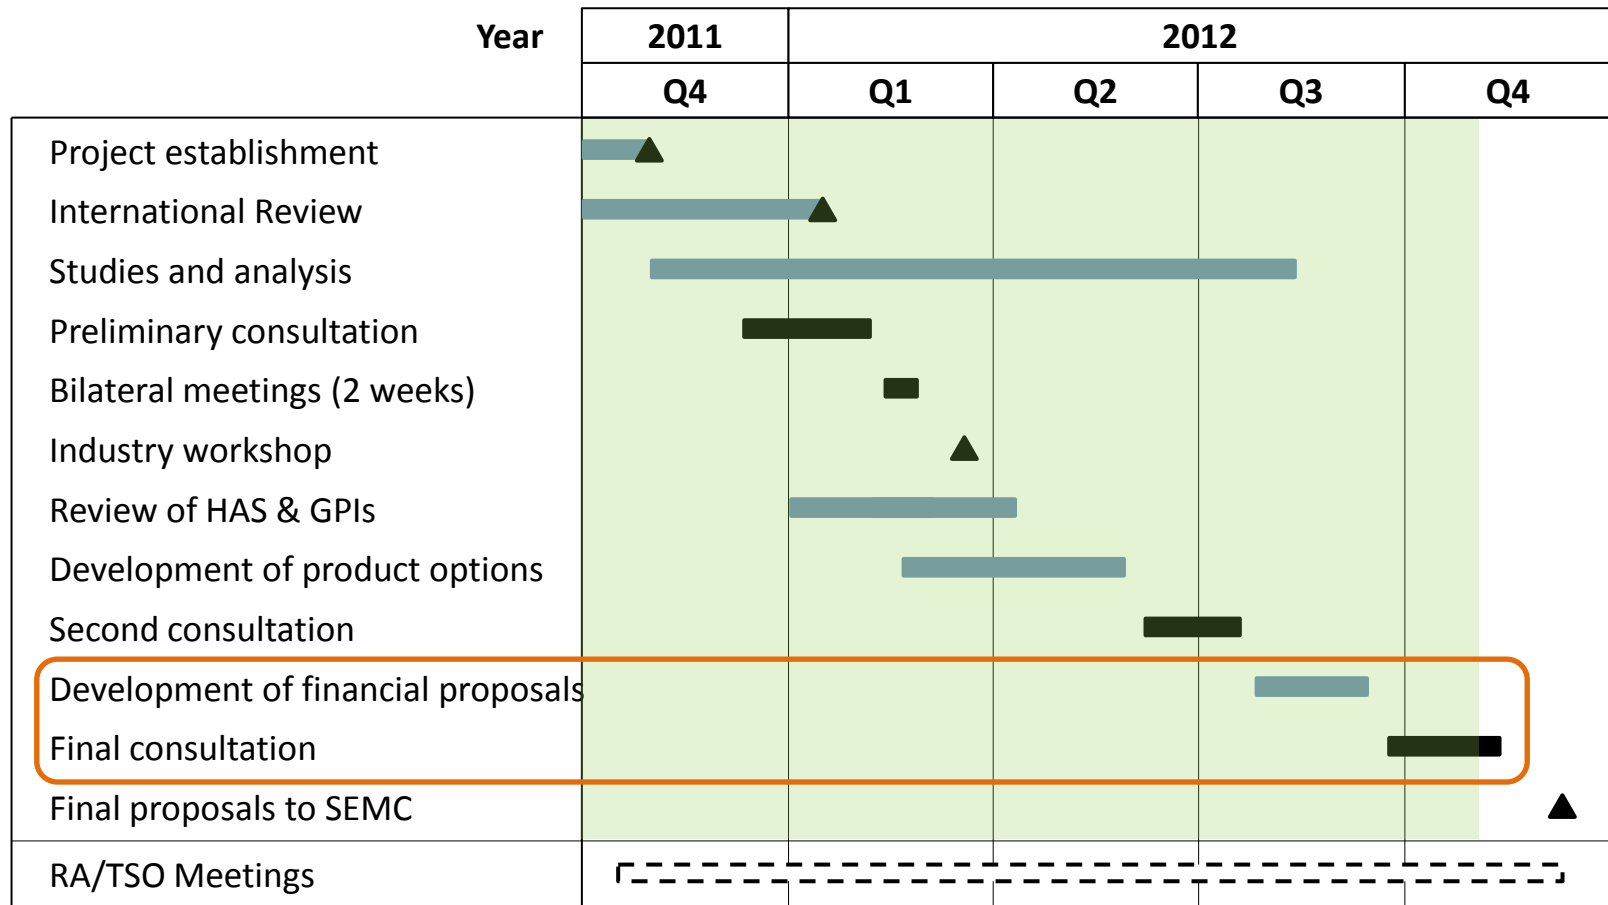 Year 2011 2012
Q4 Q1 Q2 Q3 Q4
Project establishment
International Review
Studies and analysis
Preliminary consultation
Bilateral meetings (2 weeks)
Industry workshop
Review of HAS & GPIs
Development of product options
Second consultation
Development of financial proposals
Final consultation
Final proposals to SEMC
RA/TSO Meetings